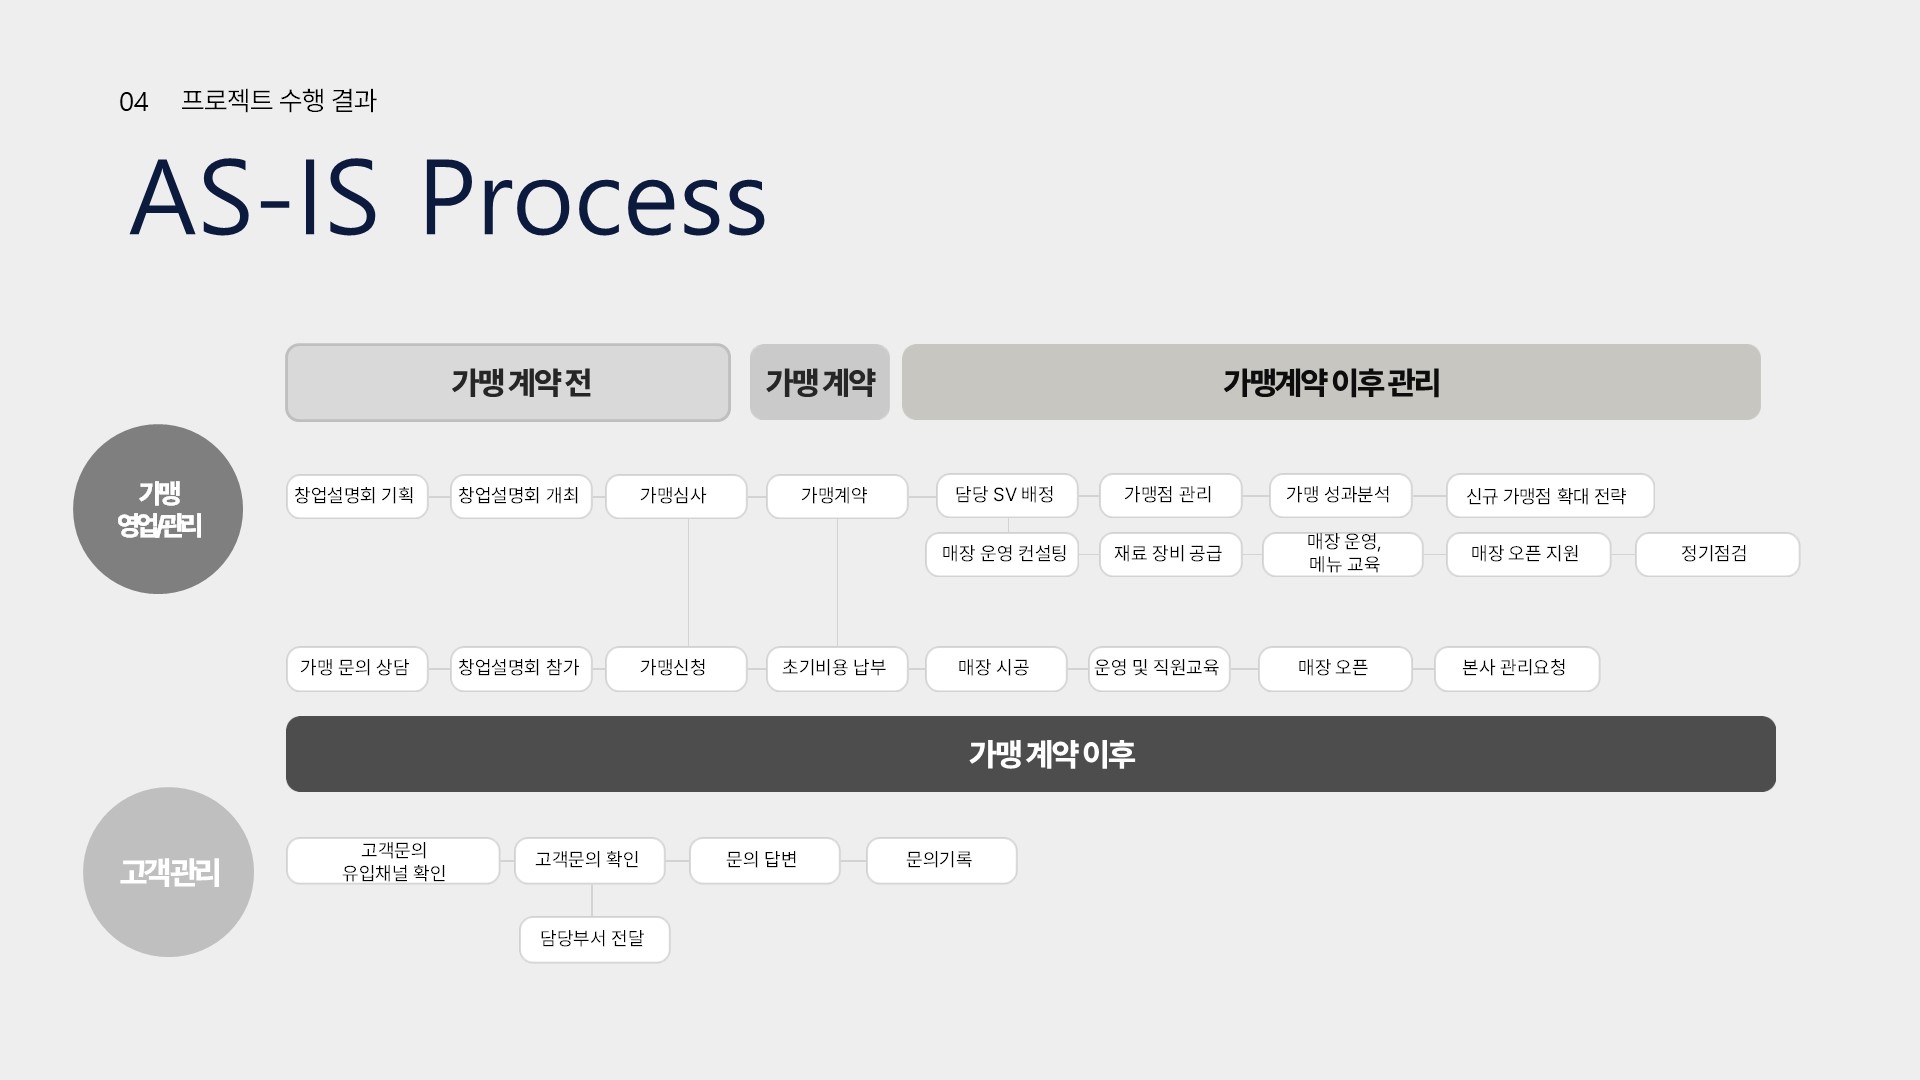 04 프로젝트 수행 결과
AS-IS Process
가맹 계약 전
가맹 계약
가맹계약 이후 관리
가맹
영업/관리
창업설명회 기획
창업설명회 개최
가맹심사
가맹계약
담당 SV 배정
가맹점 관리
가맹 성과분석
신규 가맹점 확대 전략
매장 운영 컨설팅
재료 장비 공급
매장 운영,
메뉴 교육
매장 오픈 지원
정기점검
가맹 문의 상담
창업설명회 참가
가맹신청
초기비용 납부
매장 시공
운영 및 직원교육
매장 오픈
본사 관리요청
가맹 계약 이후
고객관리
고객문의
유입채널 확인
고객문의 확인
문의 답변
문의기록
담당부서 전달